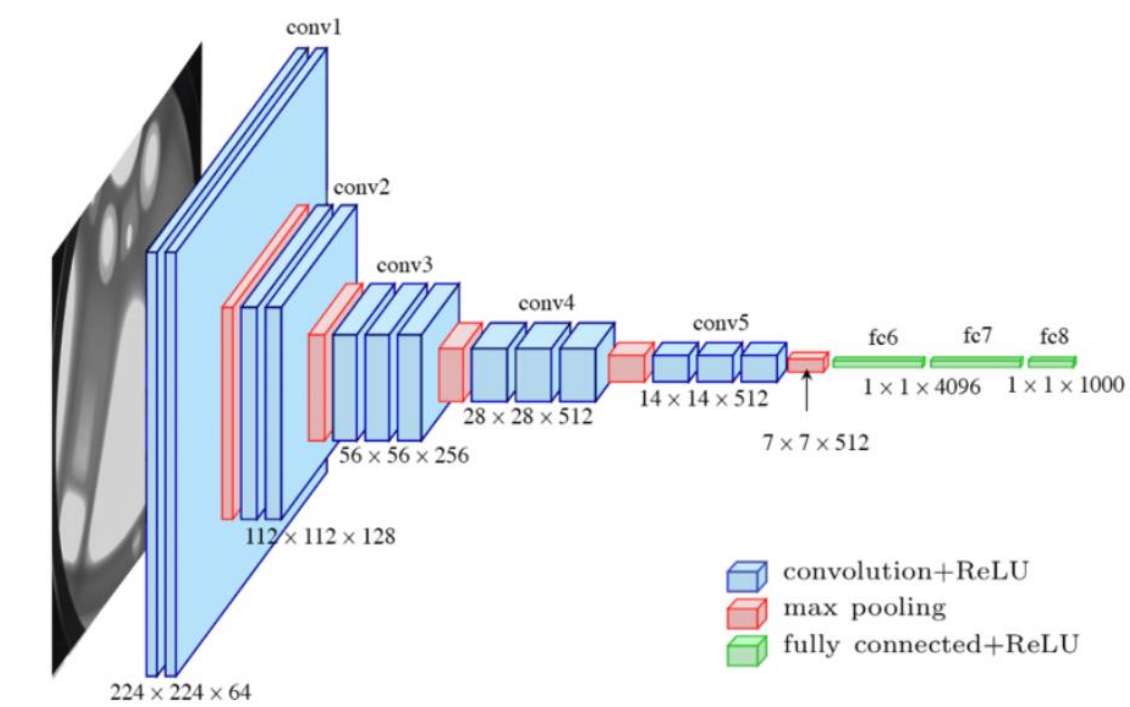 conv1
conv2
conv3
conv4
conv5
fc6
fc7
fc8
1 × 1 × 4096
1 × 1 × 1000
14 × 14 × 512
28 × 28 × 512
7 × 7 × 512
56 × 56 × 256
112 × 112 × 128
224 × 224 × 64
convolution+ReLU
max pooling
fully connected+ReLU